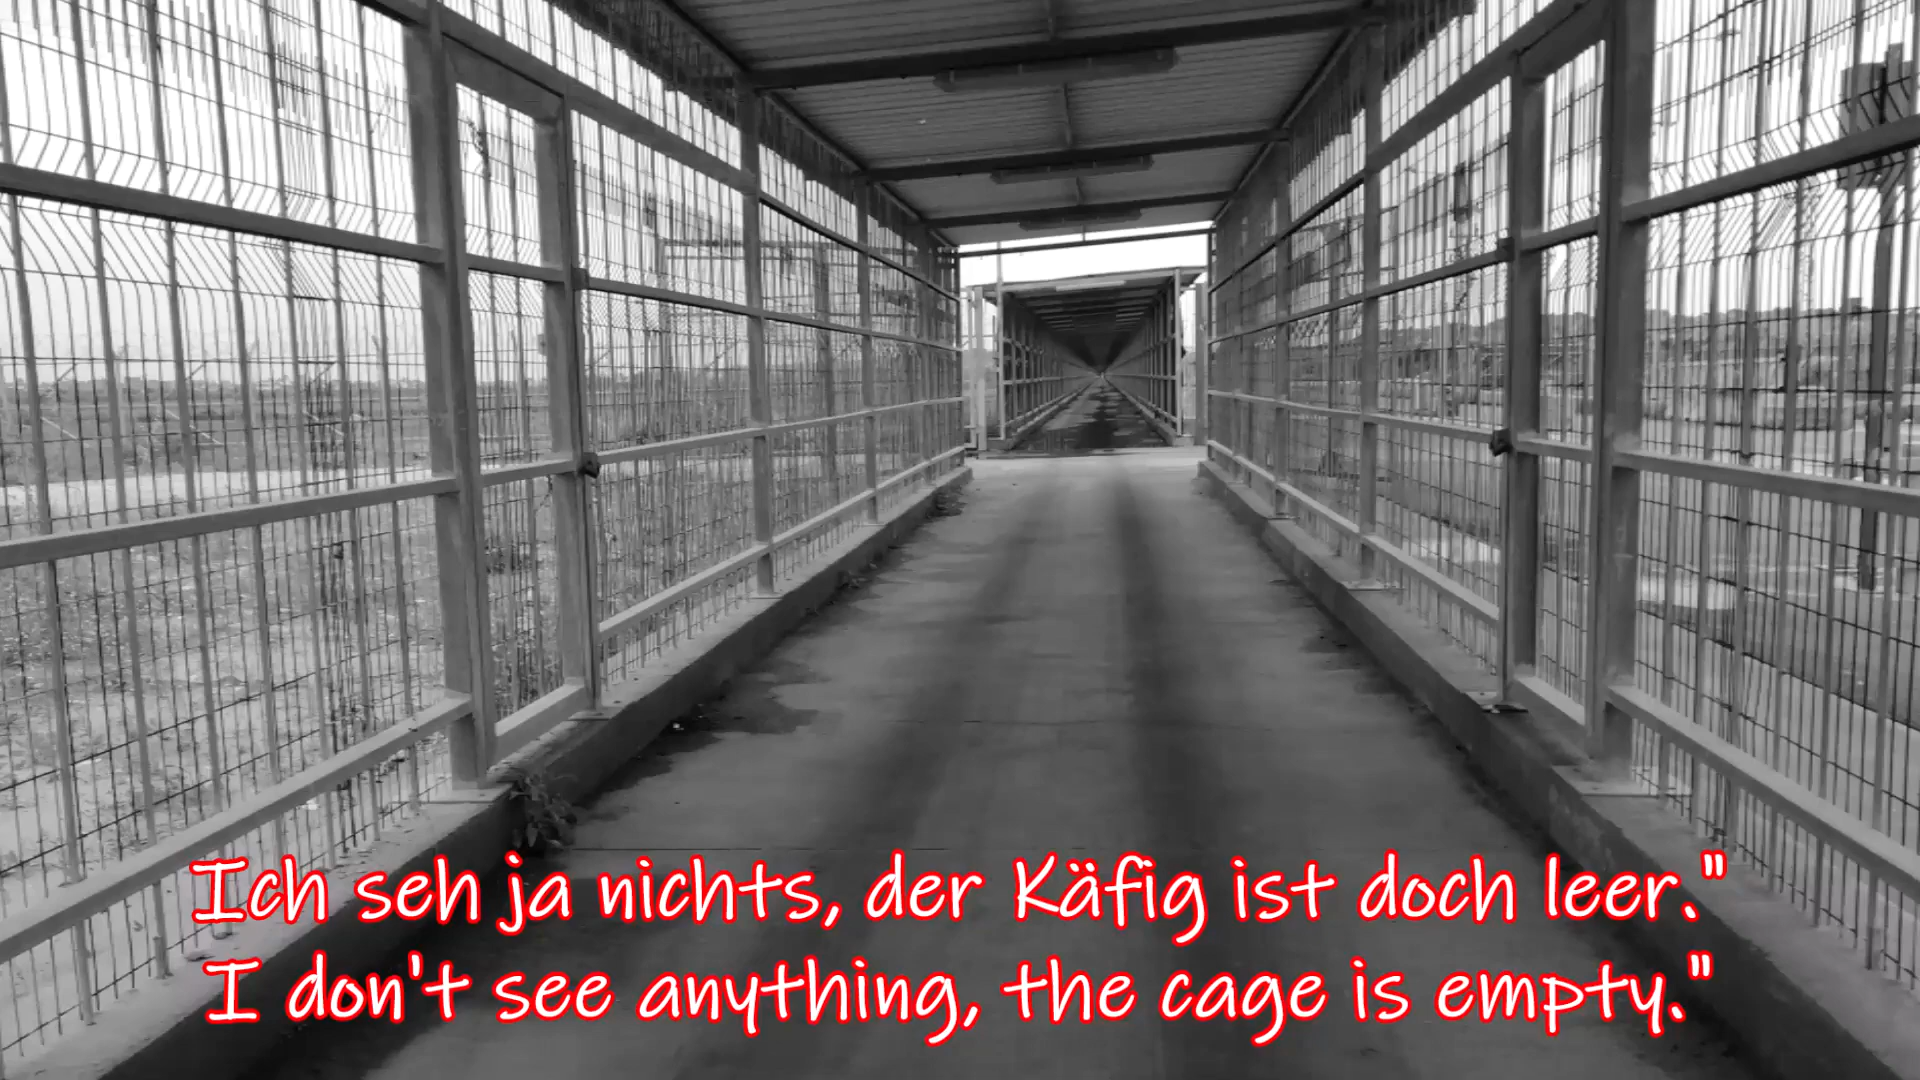 Ich seh ja nichts, der Käfig ist doch leer."
I don't see anything, the cage is empty."